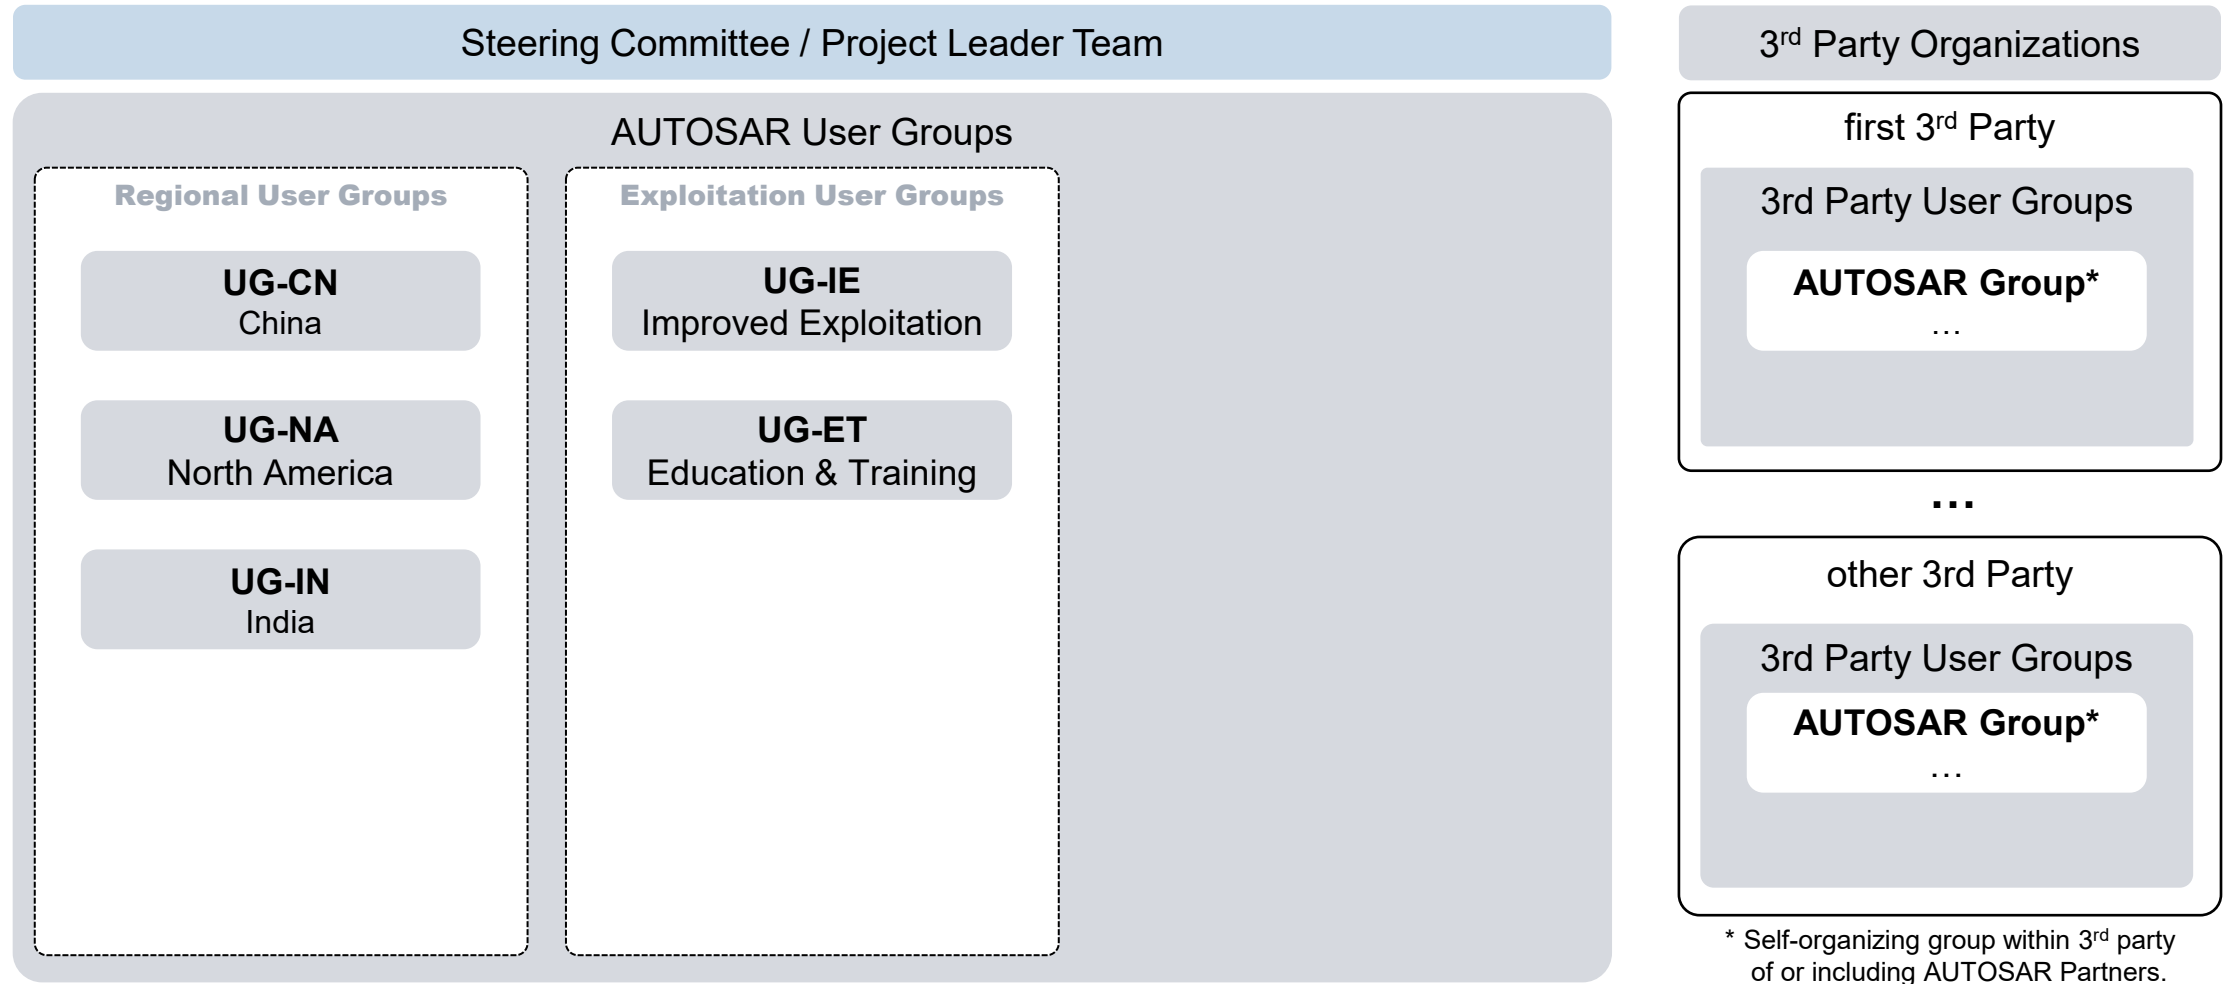 Steering Committee / Project Leader Team
AUTOSAR User Groups
Regional User Groups
UG-CN
China
UG-NA
North America
UG-IN
India
Exploitation User Groups
UG-IE
Improved Exploitation
UG-ET
Education & Training
3rd Party Organizations
first 3rd Party
3rd Party User Groups
AUTOSAR Group*
...
...
other 3rd Party
3rd Party User Groups
AUTOSAR Group*
...
* Self-organizing group within 3rd party
of or including AUTOSAR Partners.